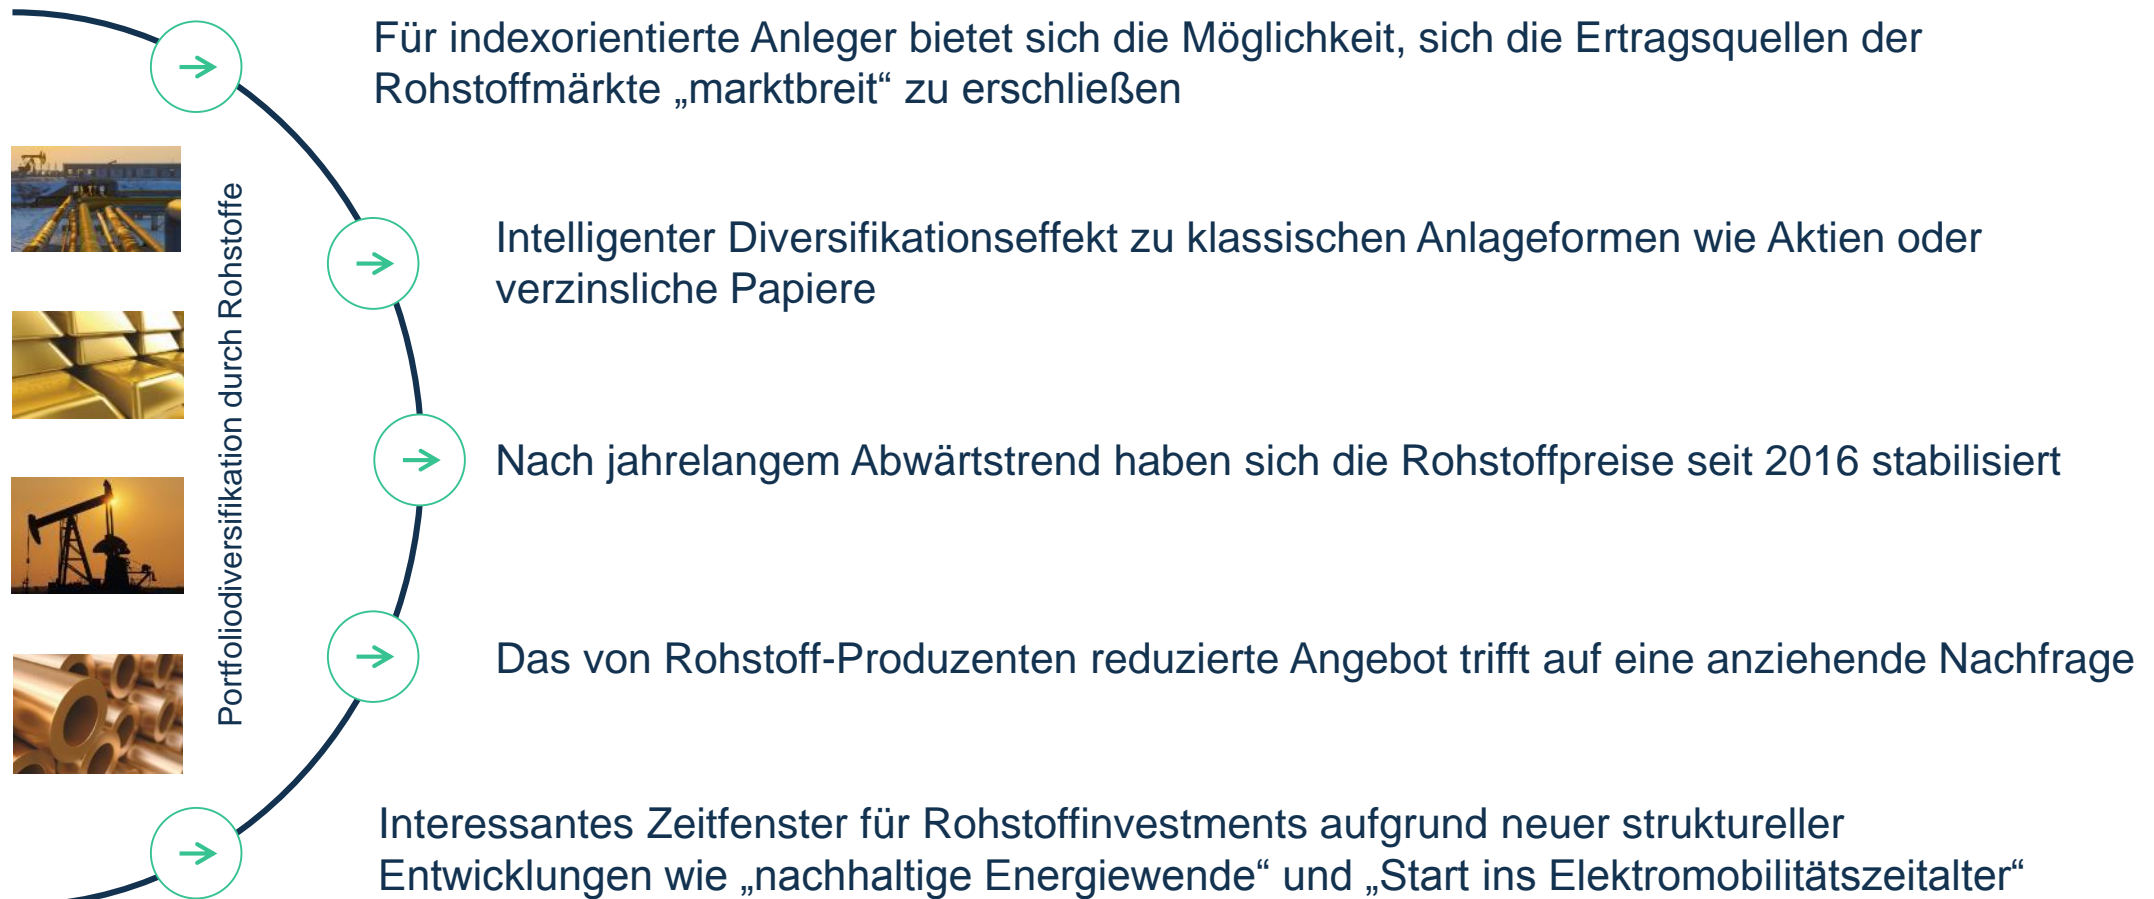 Für indexorientierte Anleger bietet sich die Möglichkeit, sich die Ertragsquellen der
Rohstoffmärkte „marktbreit“ zu erschließen
Portfoliodiversifikation durch Rohstoffe
Intelligenter Diversifikationseffekt zu klassischen Anlageformen wie Aktien oder
verzinsliche Papiere
Nach jahrelangem Abwärtstrend haben sich die Rohstoffpreise seit 2016 stabilisiert
Das von Rohstoff-Produzenten reduzierte Angebot trifft auf eine anziehende Nachfrage
Interessantes Zeitfenster für Rohstoffinvestments aufgrund neuer struktureller
Entwicklungen wie „nachhaltige Energiewende“ und „Start ins Elektromobilitätszeitalter“